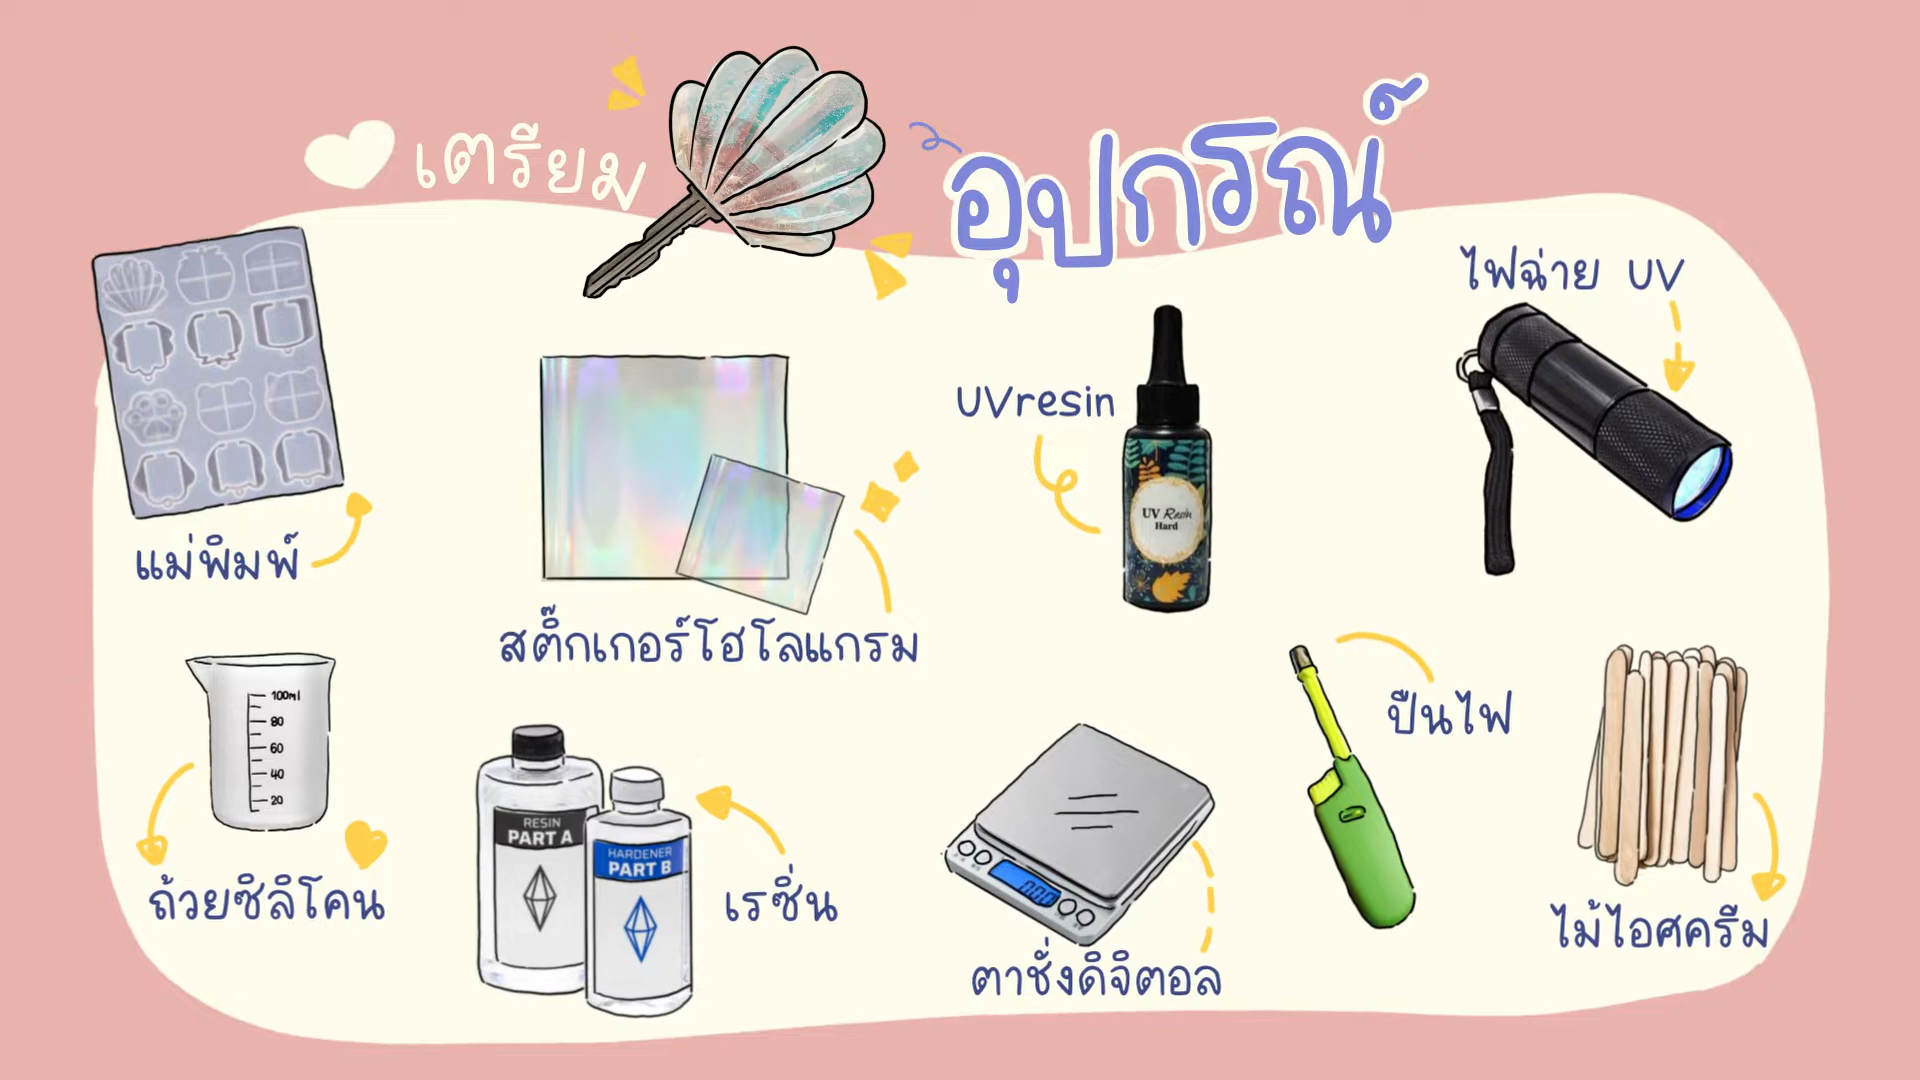 เตรียม
อุปกรณ์
แม่พิมพ์
สติ๊กเกอร์โฮโลแกรม
UVresin
UV Resin
Hard
ไฟฉาย UV
100ml
80
60
40
20
ถ้วยซิลิโคน
RESIN
PART A
HARDENER
PART B
เรซิ่น
0.00
ตาชั่งดิจิตอล
ปืนไฟ
ไม้ไอศครีม